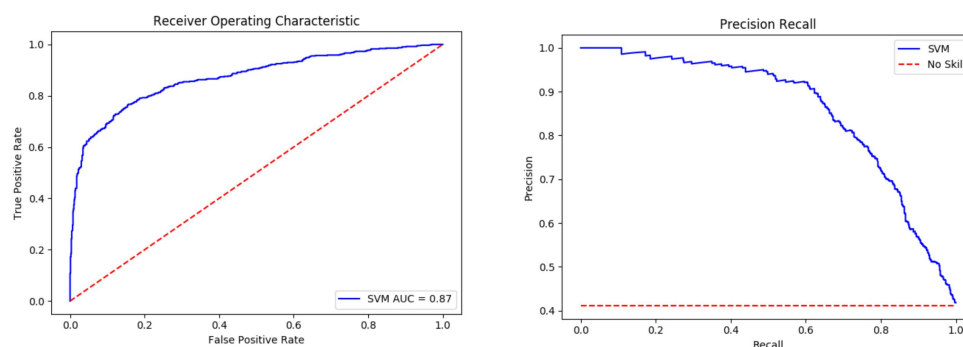 Receiver Operating Characteristic
1.0
0.8
0.6
0.4
0.2
0.0
True Positive Rate
0.0 0.2 0.4 0.6 0.8 1.0
False Positive Rate
SVM AUC = 0.87
Precision Recall
1.0
0.9
0.8
0.7
0.6
0.5
0.4
Precision
0.0 0.2 0.4 0.6 0.8 1.0
Recall
SVM
No Skill